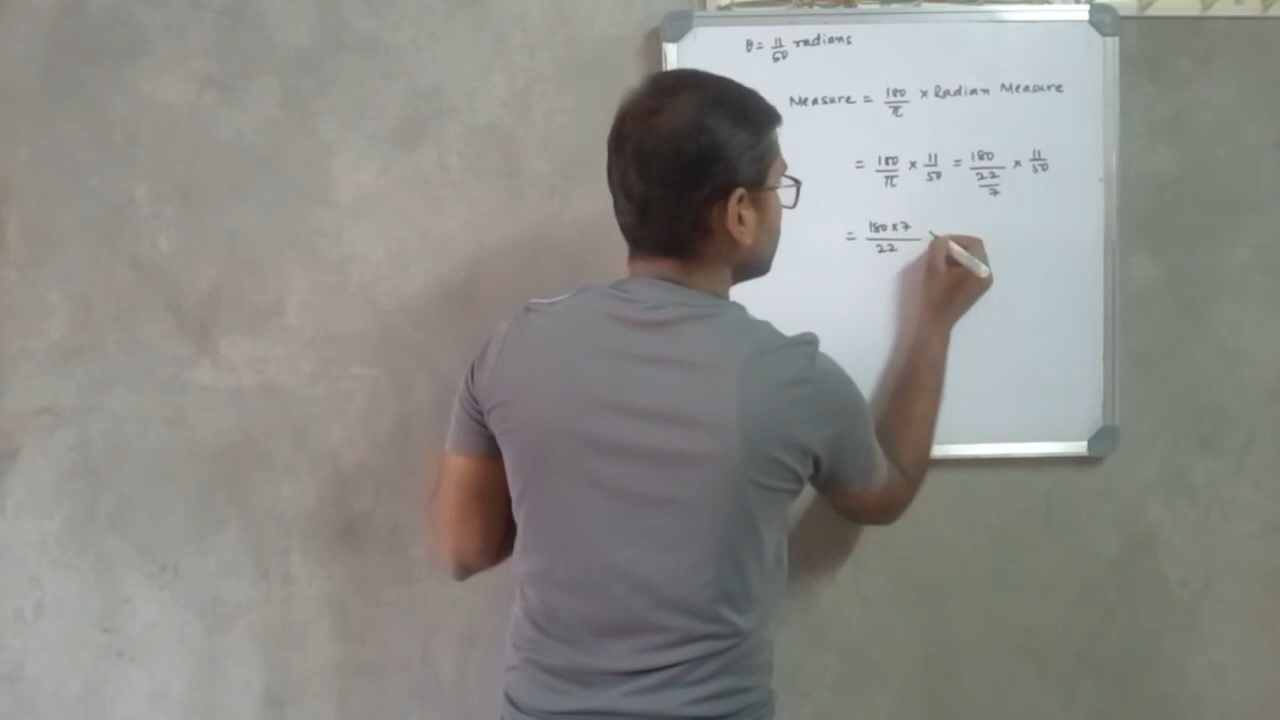 θ = 11/50 radians
Measure = 180/π × Radian Measure
= 180/π × 11/50 = 180/(22/7) × 11/50
= 180×7/22